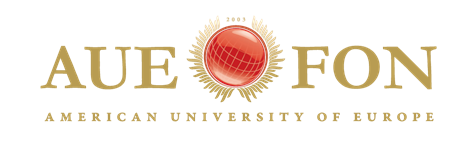 2003
AUE FON
AMERICAN UNIVERSITY OF EUROPE